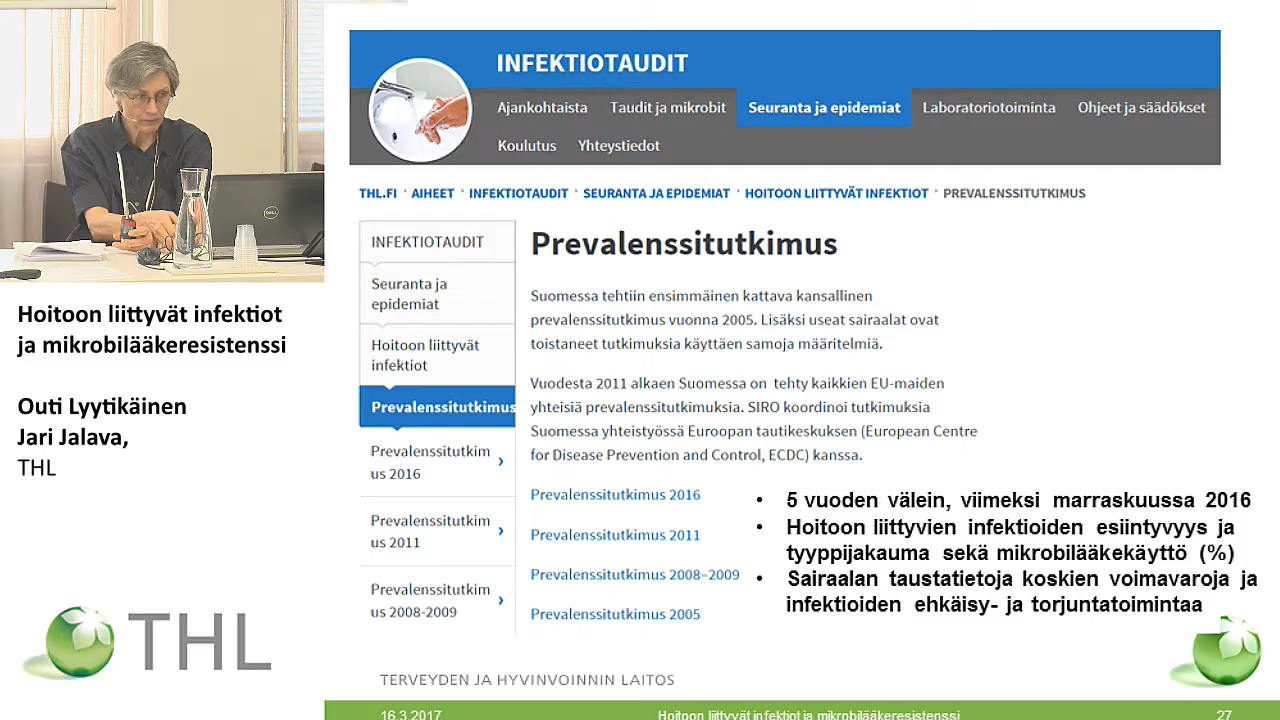 INFEKTIOTAUDIT
Ajankohtaista Taudit ja mikrobit Seuranta ja epidemiat Laboratoriotoiminta Ohjeet ja säädökset
Koulutus Yhteystiedot
THL.FI AIHEET INFEKTIOTAUDIT SEURANTA JA EPIDEMIAT HOITOON LIITTYVÄT INFEKTIOT PREVALENSSITUTKIMUS
INFEKTIOTAUDIT
Seuranta ja
epidemiat
Hoitoon liittyvät
infektiot
Prevalenssitutkimus
Prevalenssitutkim
us 2016
Prevalenssitutkim
us 2011
Prevalenssitutkim
us 2008-2009
Prevalenssitutkimus
Suomessa tehtiin ensimmäinen kattava kansallinen
prevalenssitutkimus vuonna 2005. Lisäksi useat sairaalat ovat
toistaneet tutkimuksia käyttäen samoja määritelmiä.
Vuodesta 2011 alkaen Suomessa on tehty kaikkien EU-maiden
yhteisiä prevalenssitutkimuksia. SIRO koordinoi tutkimuksia
Suomessa yhteistyössä Euroopan tautikeskuksen (European Centre
for Disease Prevention and Control, ECDC) kanssa.
Prevalenssitutkimus 2016
Prevalenssitutkimus 2011
Prevalenssitutkimus 2008–2009
Prevalenssitutkimus 2005
• 5 vuoden välein, viimeksi marraskuussa 2016
• Hoitoon liittyvien infektioiden esiintyvyys ja
tyyppijakauma sekä mikrobilääkekäyttö (%)
• Sairaalan taustatietoja koskien voimavaroja ja
infektioiden ehkäisy- ja torjuntatoimintaa
DELL
Hoitoon liittyvät infektiot
ja mikrobilääkeresistenssi
Outi Lyytikäinen
Jari Jalava,
THL
THL
TERVEYDEN JA HYVINVOINNIN LAITOS
16.3.2017 Hoitoon liittyvät infektiot ja mikrobilääkeresistenssi 27